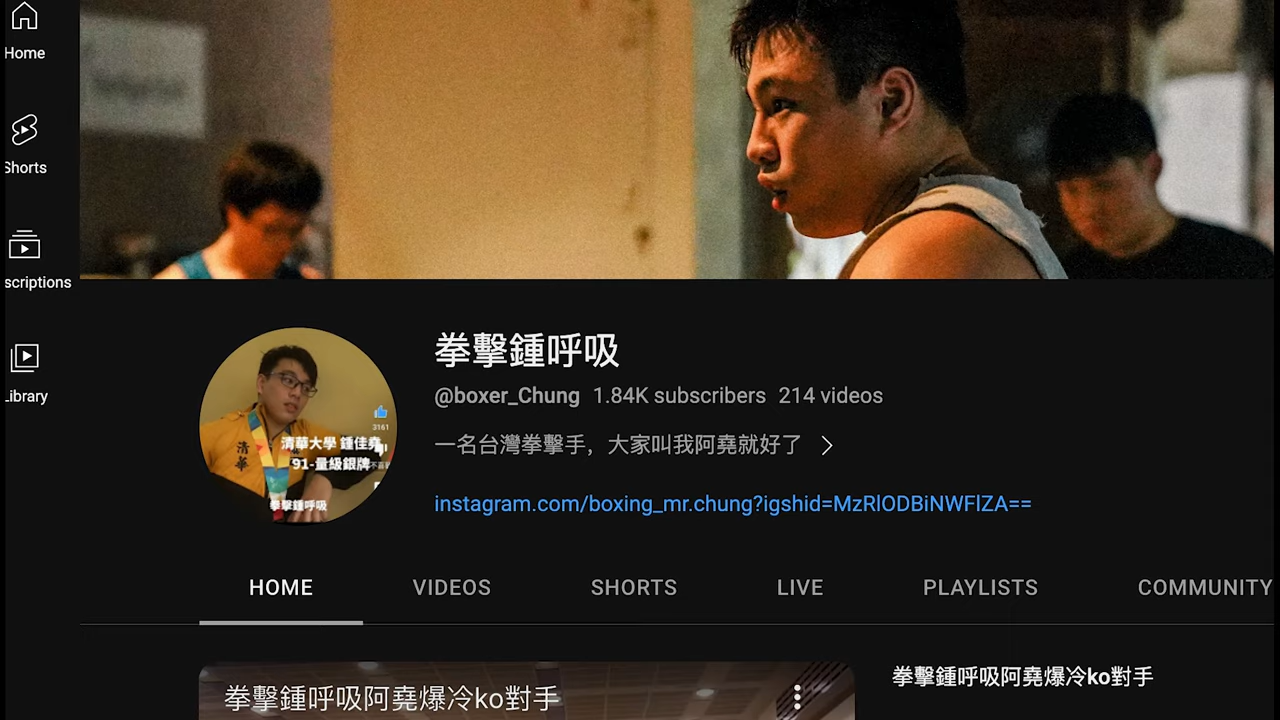 Home
Shorts
scriptions
Library
拳擊鍾呼吸
@boxer_Chung 1.84K subscribers 214 videos
一名台灣拳擊手，大家叫我阿堯就好了
instagram.com/boxing_mr.chung?igshid=MzRlODBiNWFlZA==
3161
清華
清華大學 鍾佳堯
91-量級銀牌
拳擊鍾呼吸
HOME VIDEOS SHORTS LIVE PLAYLISTS COMMUNITY
拳擊鍾呼吸阿堯爆冷ko對手
拳擊鍾呼吸阿堯爆冷ko對手